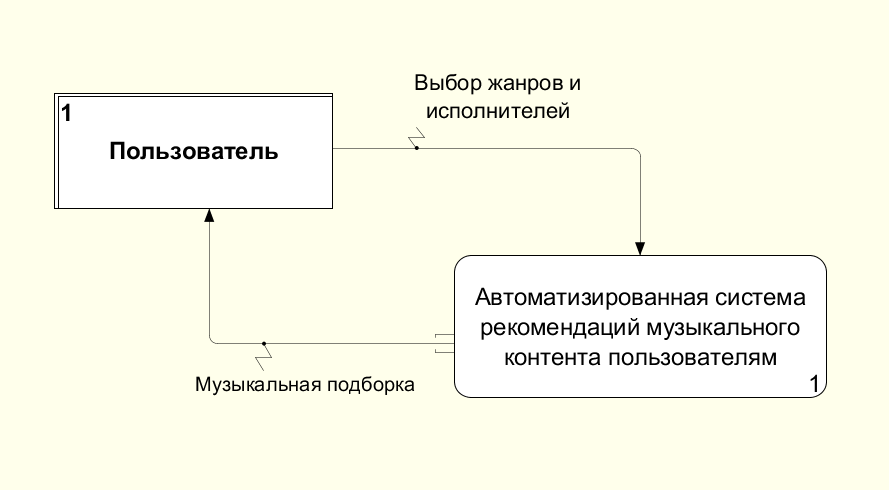 Выбор жанров и
исполнителей
1
Пользователь
Автоматизированная система
рекомендаций музыкального
контента пользователям
1
Музыкальная подборка